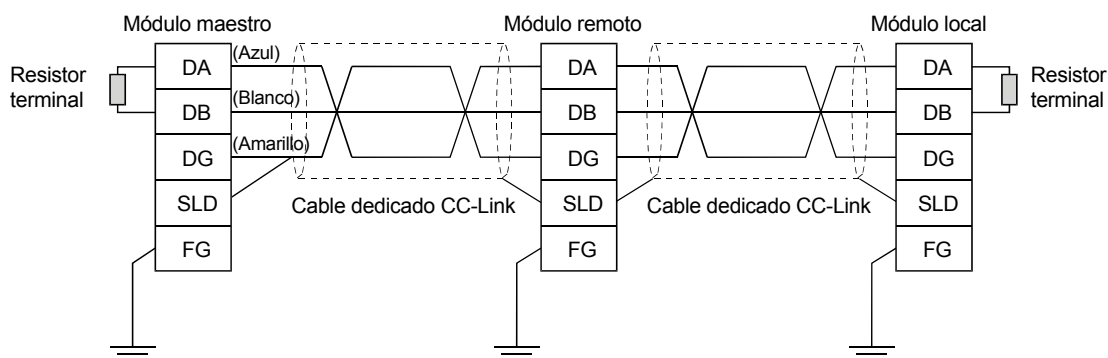 Módulo maestro
Módulo remoto
Módulo local
Resistor
terminal
DA
(Azul)
DB
(Blanco)
DG
(Amarillo)
SLD
FG
Cable dedicado CC-Link
DA
DB
DG
SLD
FG
Cable dedicado CC-Link
DA
DB
DG
SLD
FG
Resistor
terminal